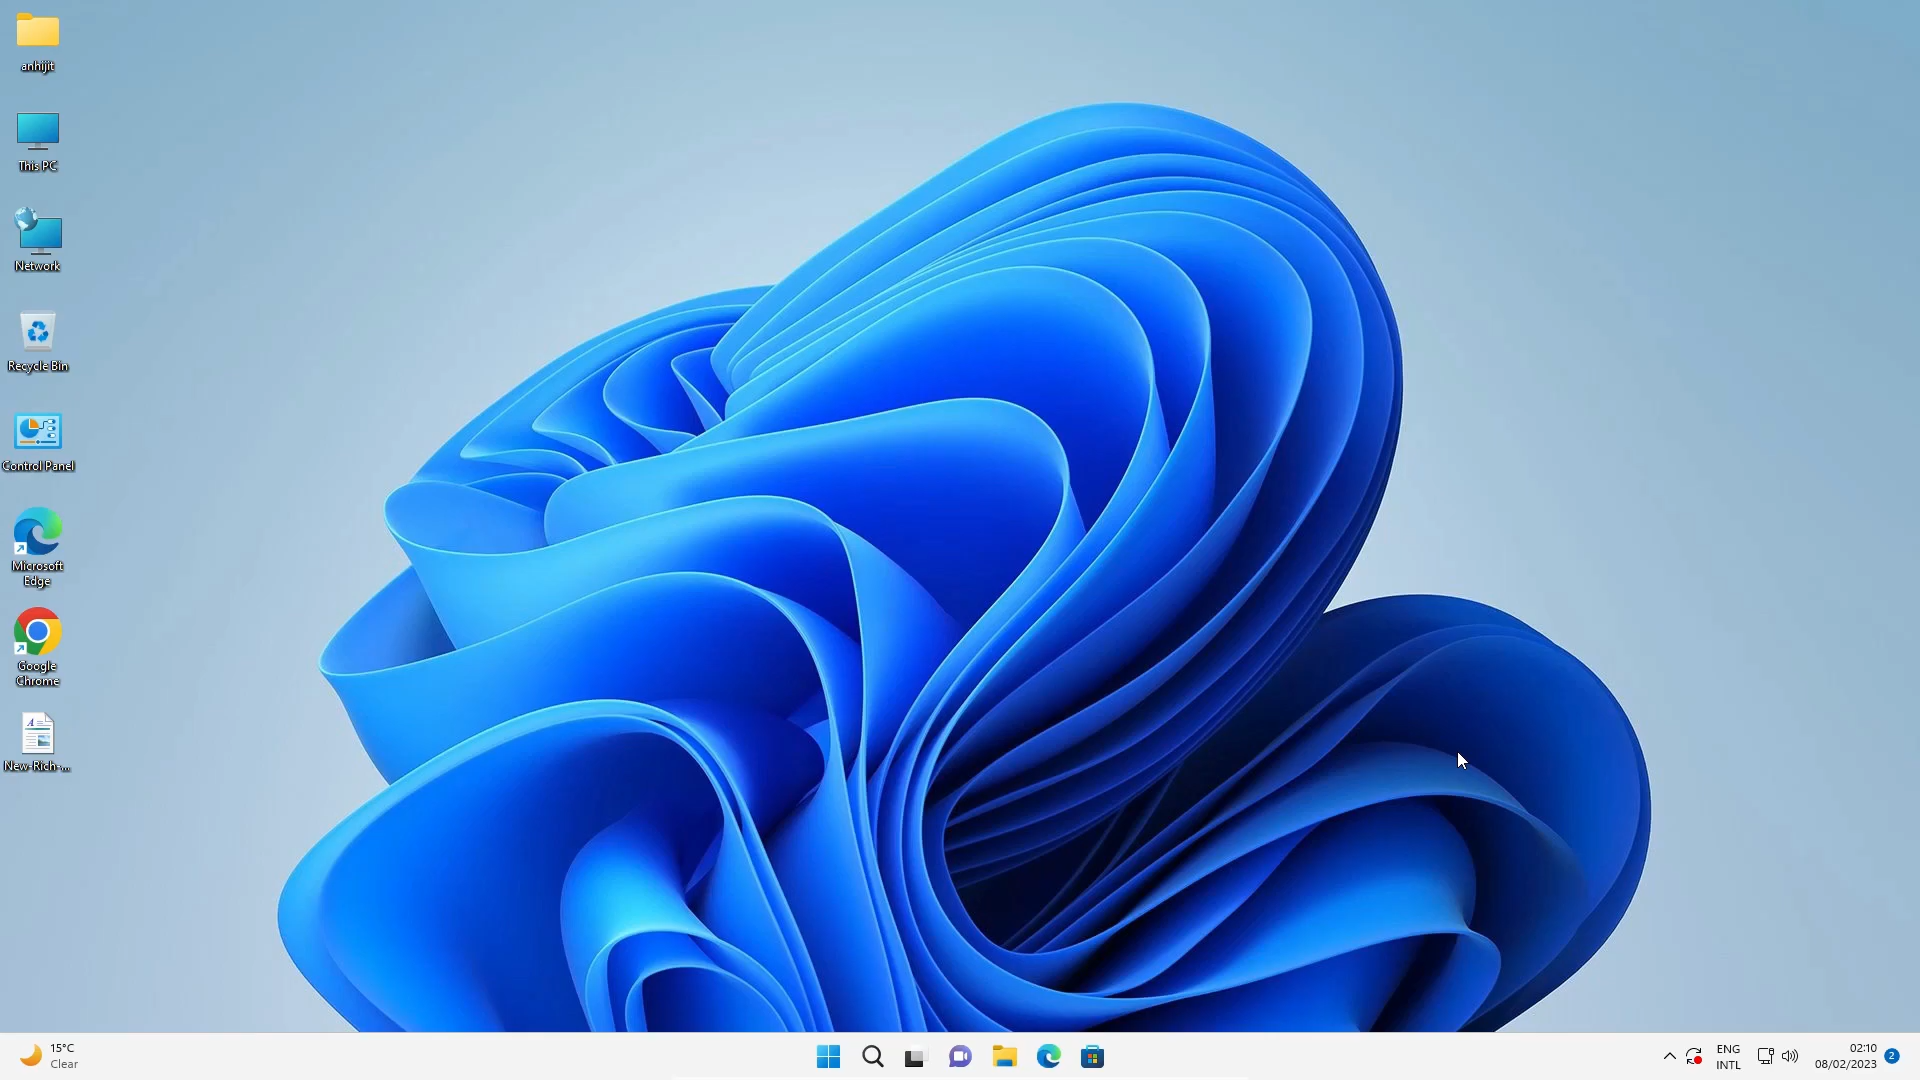 anhijit
This PC
Network
Recycle Bin
Control Panel
Microsoft
Edge
Google
Chrome
New-Rich-...
15°C
Clear
ENG
INTL
02:10
08/02/2023
2